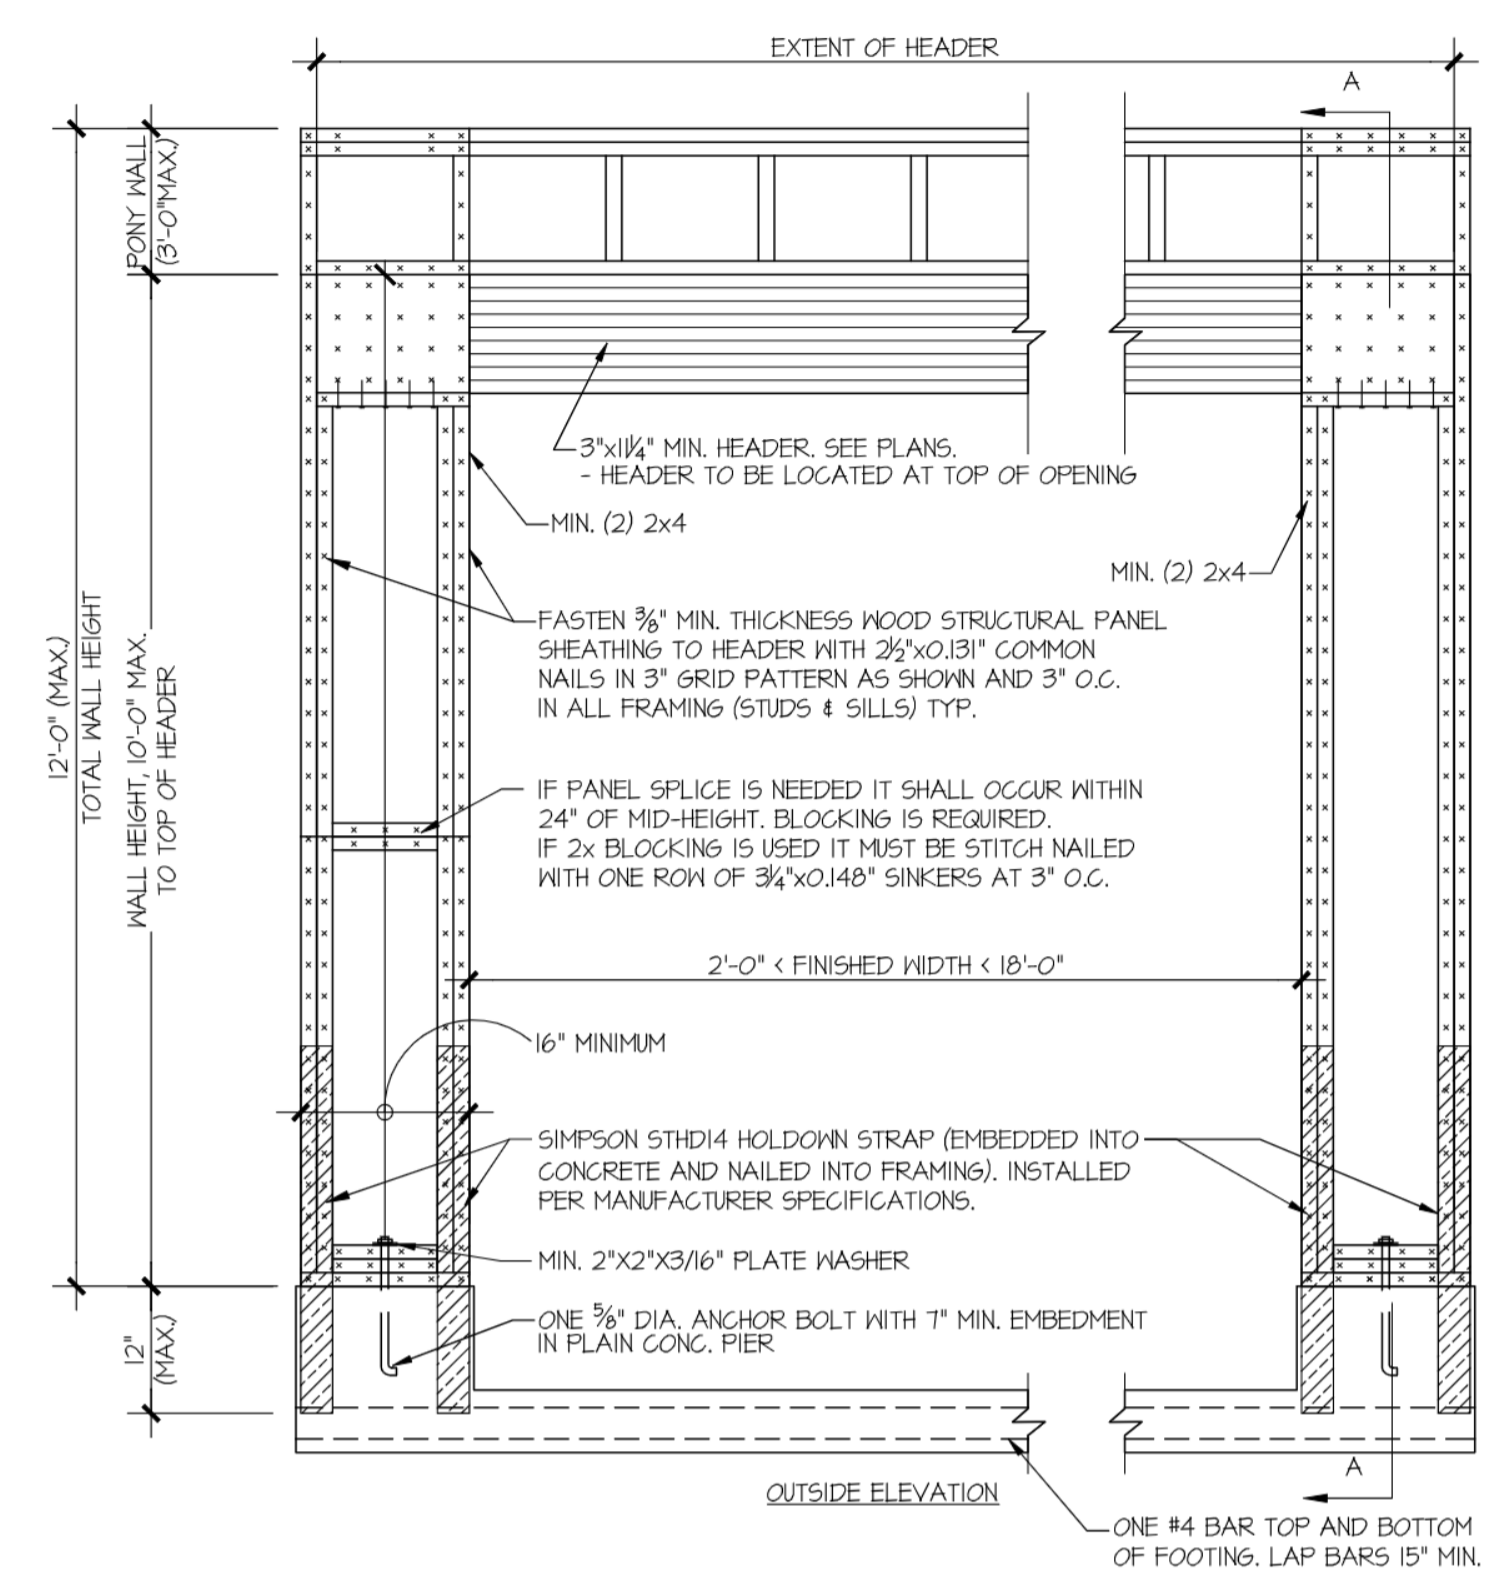 EXTENT OF HEADER
A
PONY WALL
(3'-0"MAX.)
3"x11¼" MIN. HEADER. SEE PLANS.
- HEADER TO BE LOCATED AT TOP OF OPENING
MIN. (2) 2x4
MIN. (2) 2x4
FASTEN ⅜" MIN. THICKNESS WOOD STRUCTURAL PANEL
SHEATHING TO HEADER WITH 2½"x0.131" COMMON
NAILS IN 3" GRID PATTERN AS SHOWN AND 3" O.C.
IN ALL FRAMING (STUDS & SILLS) TYP.
12'-0" (MAX.)
TOTAL WALL HEIGHT
WALL HEIGHT, 10'-0" MAX.
TO TOP OF HEADER
IF PANEL SPLICE IS NEEDED IT SHALL OCCUR WITHIN
24" OF MID-HEIGHT. BLOCKING IS REQUIRED.
IF 2x BLOCKING IS USED IT MUST BE STITCH NAILED
WITH ONE ROW OF 3¼"x0.148" SINKERS AT 3" O.C.
2'-0" < FINISHED WIDTH < 18'-0"
16" MINIMUM
SIMPSON STHD14 HOLDOWN STRAP (EMBEDDED INTO
CONCRETE AND NAILED INTO FRAMING). INSTALLED
PER MANUFACTURER SPECIFICATIONS.
MIN. 2"X2"X3/16" PLATE WASHER
ONE ⅝" DIA. ANCHOR BOLT WITH 7" MIN. EMBEDMENT
IN PLAIN CONC. PIER
12"
(MAX.)
A
OUTSIDE ELEVATION
ONE #4 BAR TOP AND BOTTOM
OF FOOTING. LAP BARS 15" MIN.